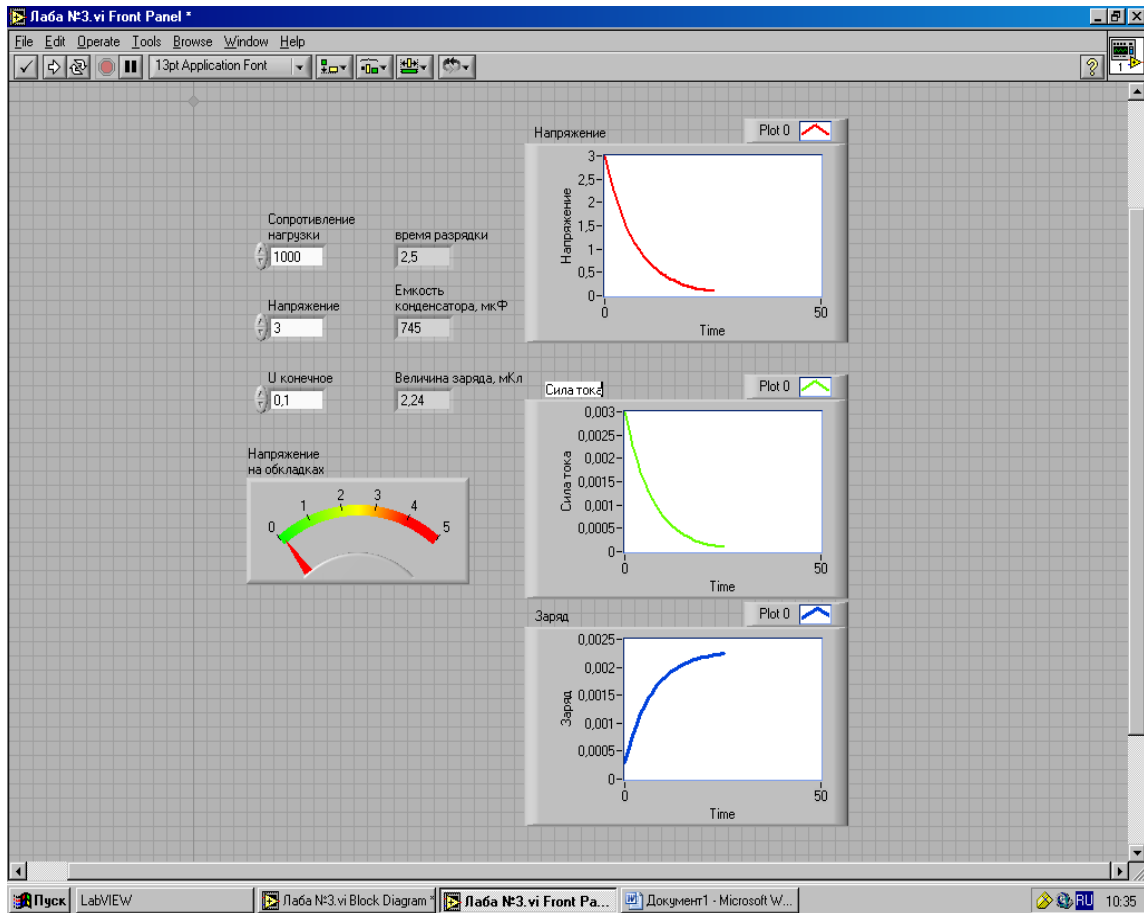 Лаба №3.vi Front Panel *
File Edit Operate Tools Browse Window Help
13pt Application Font
?
1
Сопротивление
нагрузки
1000
время разрядки
2,5
Напряжение
3
Емкость
конденсатора, мкФ
745
U конечное
0,1
Величина заряда, мКл
2,24
Напряжение
на обкладках
0 1 2 3 4 5
Напряжение
Plot 0
Напряжение
3
2,5
2
1,5
1
0,5
0
0 50
Time
Сила тока
Plot 0
Сила тока
0,003
0,0025
0,002
0,0015
0,001
0,0005
0
0 50
Time
Заряд
Plot 0
Заряд
0,0025
0,002
0,0015
0,001
0,0005
0
0 50
Time
Пуск
LabVIEW
Лаба №3.vi Block Diagram *
Лаба №3.vi Front Pa...
Документ1 - Microsoft W...
RU
10:35